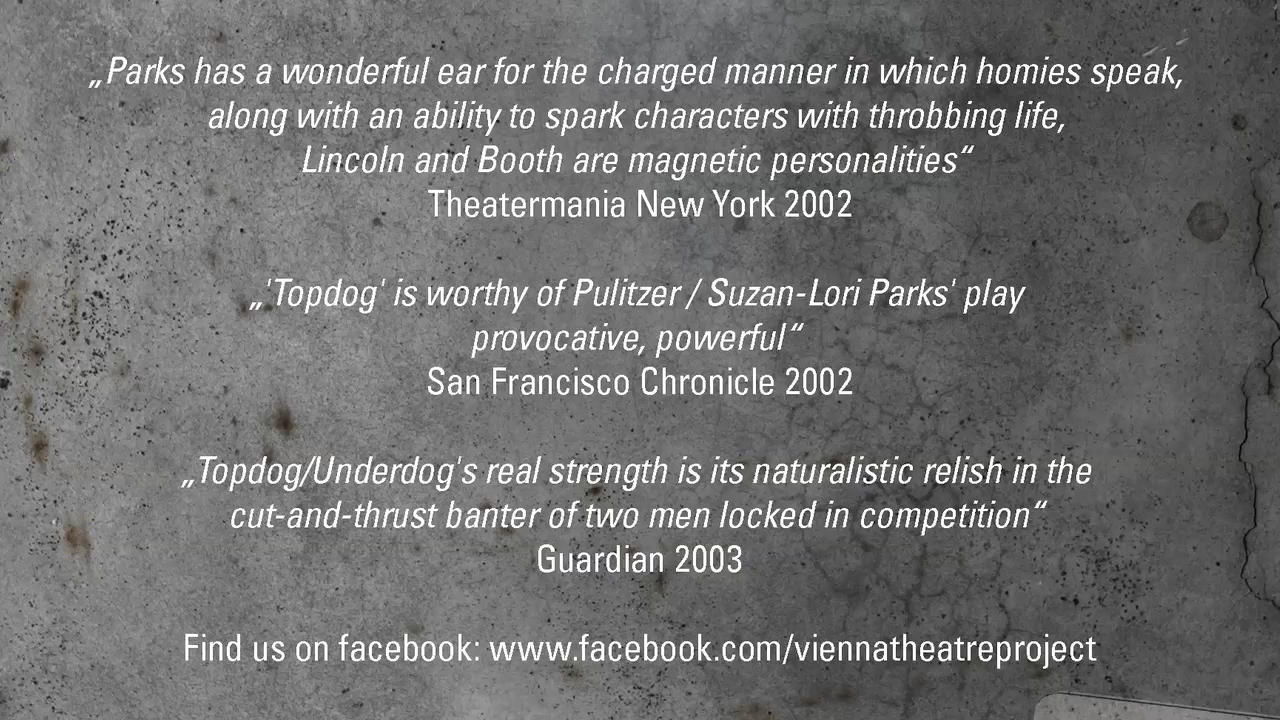 „Parks has a wonderful ear for the charged manner in which homies speak,
along with an ability to spark characters with throbbing life,
Lincoln and Booth are magnetic personalities“
Theatermania New York 2002
„'Topdog' is worthy of Pulitzer / Suzan-Lori Parks' play
provocative, powerful“
San Francisco Chronicle 2002
„Topdog/Underdog's real strength is its naturalistic relish in the
cut-and-thrust banter of two men locked in competition“
Guardian 2003
Find us on facebook: www.facebook.com/viennatheatreproject